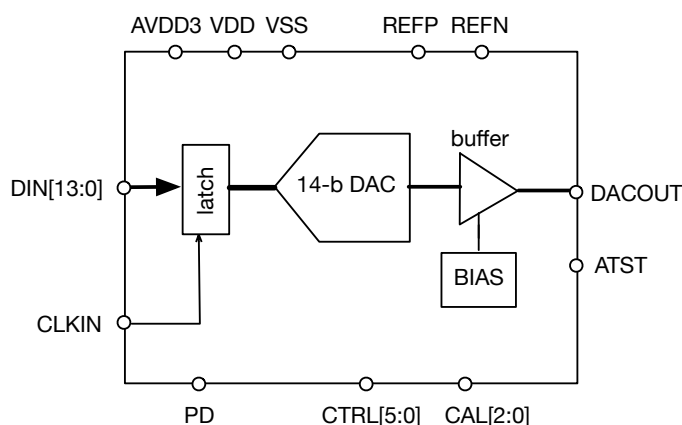 AVDD3 VDD VSS REFP REFN
buffer
DIN[13:0] latch 14-b DAC DACOUT
BIAS ATST
CLKIN
PD CTRL[5:0] CAL[2:0]